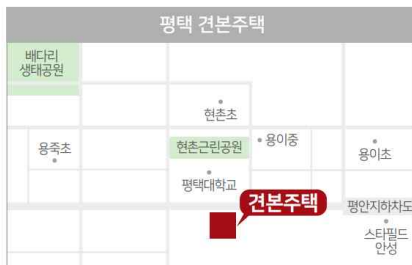 평택 견본주택
배다리
생태공원
현촌초
용죽초
현촌근린공원
용이중
용이초
평택대학교
견본주택
평안지하차도
스타필드
안성